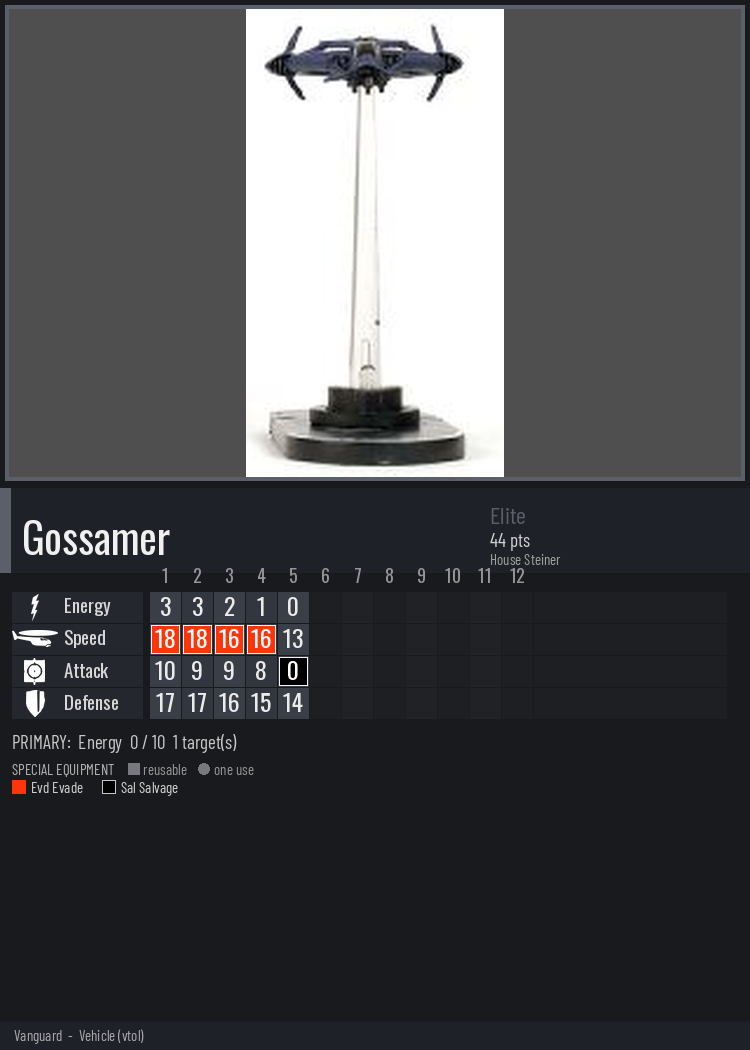 Gossamer
Elite
44 pts
House Steiner
1 2 3 4 5 6 7 8 9 10 11 12
Energy 3 3 2 1 0
Speed 18 18 16 16 13
Attack 10 9 9 8 0
Defense 17 17 16 15 14
PRIMARY: Energy 0 / 10 1 target(s)
SPECIAL EQUIPMENT reusable one use
Evd Evade Sal Salvage
Vanguard - Vehicle (vtol)